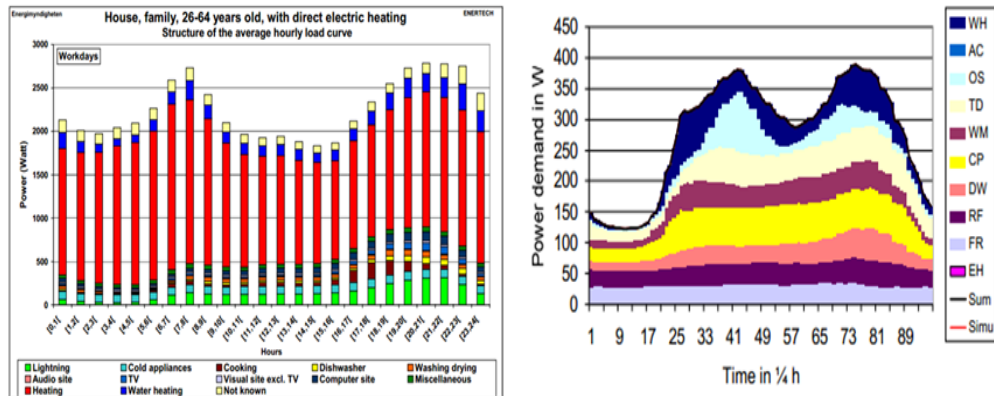 Energimyndigheten
ENERTECH
House, family, 26-64 years old, with direct electric heating
Structure of the average hourly load curve
Workdays
Power (Watt)
3000
2500
2000
1500
1000
500
0
[0.1] [1.2] [2.3] [3.4] [4.5] [5.6] [6.7] [7.8] [8.9] [9.10] [10.11] [11.12] [12.13] [13.14] [14.15] [15.16] [16.17] [17.18] [18.19] [19.20] [20.21] [21.22] [22.23] [23.24]
Hours
Lightning Cold appliances Cooking Dishwasher Washing drying
Audio site TV Visual site excl. TV Computer site Miscellaneous
Heating Water heating Not known
Power demand in W
450
400
350
300
250
200
150
100
50
0
1 9 17 25 33 41 49 57 65 73 81 89
Time in ¼ h
WH
AC
OS
TD
WM
CP
DW
RF
FR
EH
Sum
Simu